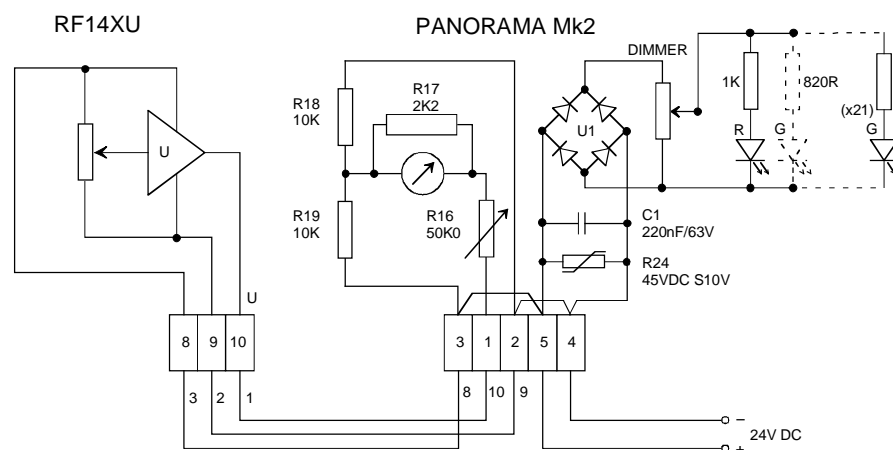 RF14XU
PANORAMA Mk2
DIMMER
R18
10K
R17
2K2
1K
820R
(x21)
U1
R
G
G
U
R19
10K
R16
50K0
C1
220nF/63V
R24
45VDC S10V
U
8 9 10
3 1 2 5 4
3 2 1
8 10 9
24V DC
−
+